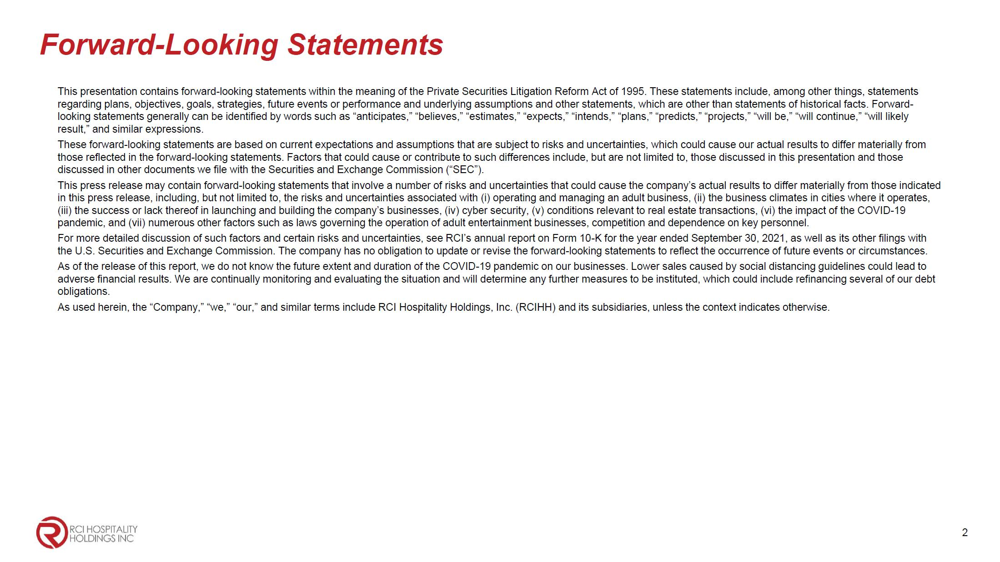 Forward-Looking Statements
This presentation contains forward-looking statements within the meaning of the Private Securities Litigation Reform Act of 1995. These statements include, among other things, statements
regarding plans, objectives, goals, strategies, future events or performance and underlying assumptions and other statements, which are other than statements of historical facts. Forward-
looking statements generally can be identified by words such as “anticipates,” “believes,” “estimates,” “expects,” “intends,” “plans,” “predicts,” “projects,” “will be,” “will continue,” “will likely
result,” and similar expressions.
These forward-looking statements are based on current expectations and assumptions that are subject to risks and uncertainties, which could cause our actual results to differ materially from
those reflected in the forward-looking statements. Factors that could cause or contribute to such differences include, but are not limited to, those discussed in this presentation and those
discussed in other documents we file with the Securities and Exchange Commission (“SEC”).
This press release may contain forward-looking statements that involve a number of risks and uncertainties that could cause the company’s actual results to differ materially from those indicated
in this press release, including, but not limited to, the risks and uncertainties associated with (i) operating and managing an adult business, (ii) the business climates in cities where it operates,
(iii) the success or lack thereof in launching and building the company’s businesses, (iv) cyber security, (v) conditions relevant to real estate transactions, (vi) the impact of the COVID-19
pandemic, and (vii) numerous other factors such as laws governing the operation of adult entertainment businesses, competition and dependence on key personnel.
For more detailed discussion of such factors and certain risks and uncertainties, see RCI’s annual report on Form 10-K for the year ended September 30, 2021, as well as its other filings with
the U.S. Securities and Exchange Commission. The company has no obligation to update or revise the forward-looking statements to reflect the occurrence of future events or circumstances.
As of the release of this report, we do not know the future extent and duration of the COVID-19 pandemic on our businesses. Lower sales caused by social distancing guidelines could lead to
adverse financial results. We are continually monitoring and evaluating the situation and will determine any further measures to be instituted, which could include refinancing several of our debt
obligations.
As used herein, the “Company,” “we,” “our,” and similar terms include RCI Hospitality Holdings, Inc. (RCIHH) and its subsidiaries, unless the context indicates otherwise.
RCI HOSPITALITY
HOLDINGS INC
2